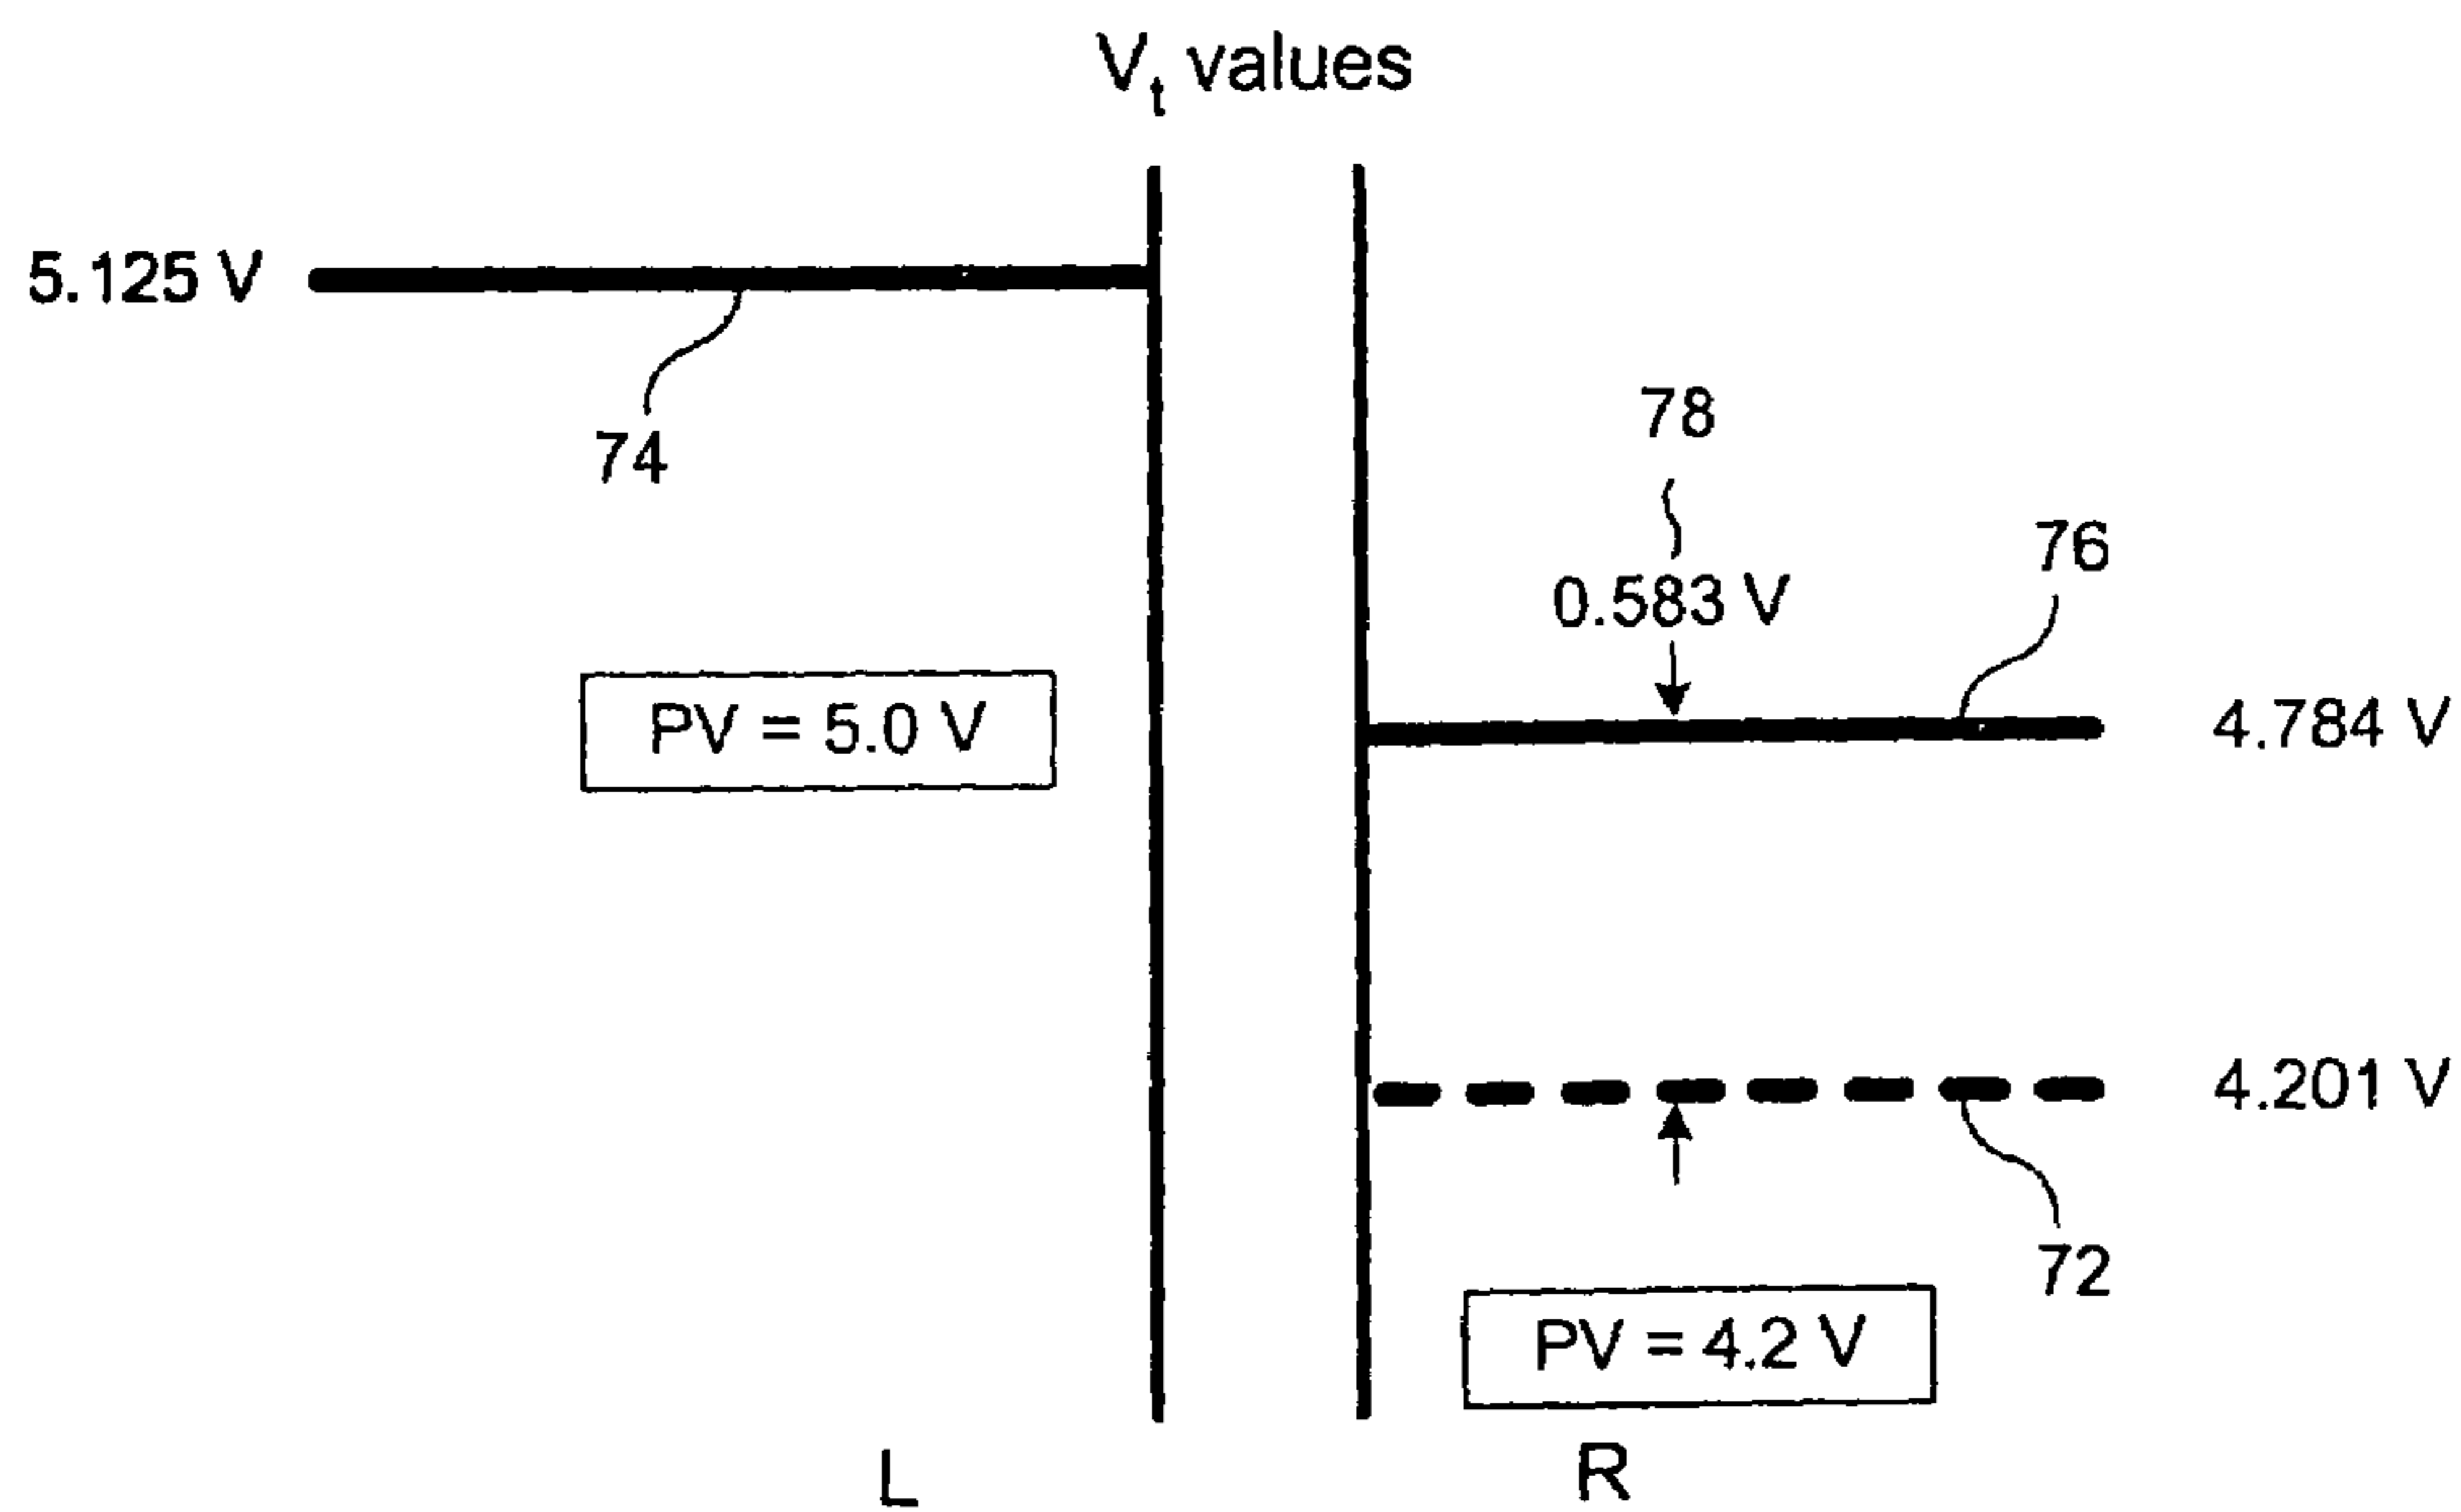 Vt values
5.125 V
74
78
76
0.583 V
PV = 5.0 V
4.784 V
4.201 V
72
PV = 4.2 V
L
R